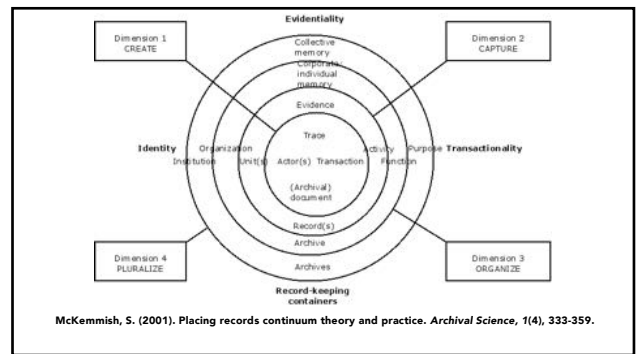 Evidentiality
Dimension 1
CREATE
Dimension 2
CAPTURE
Collective
memory
Corporate/
individual
memory
Evidence
Trace
Identity Organization Activity Purpose Transactionality
Institution Unit(s) Actor(s) Transaction Function
(Archival)
document
Record(s)
Archive
Archives
Dimension 4
PLURALIZE
Dimension 3
ORGANIZE
Record-keeping
containers
McKemmish, S. (2001). Placing records continuum theory and practice. Archival Science, 1(4), 333-359.